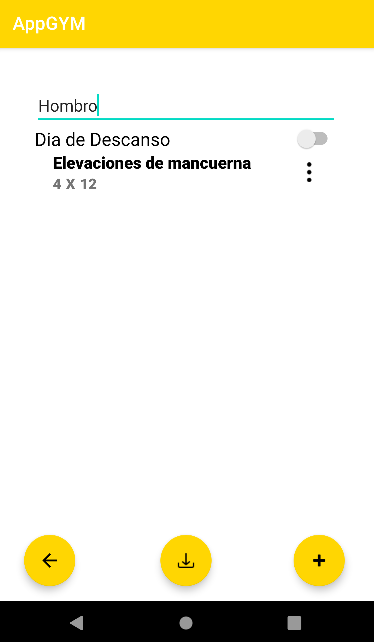 AppGYM
Hombro
Dia de Descanso
Elevaciones de mancuerna
4 X 12